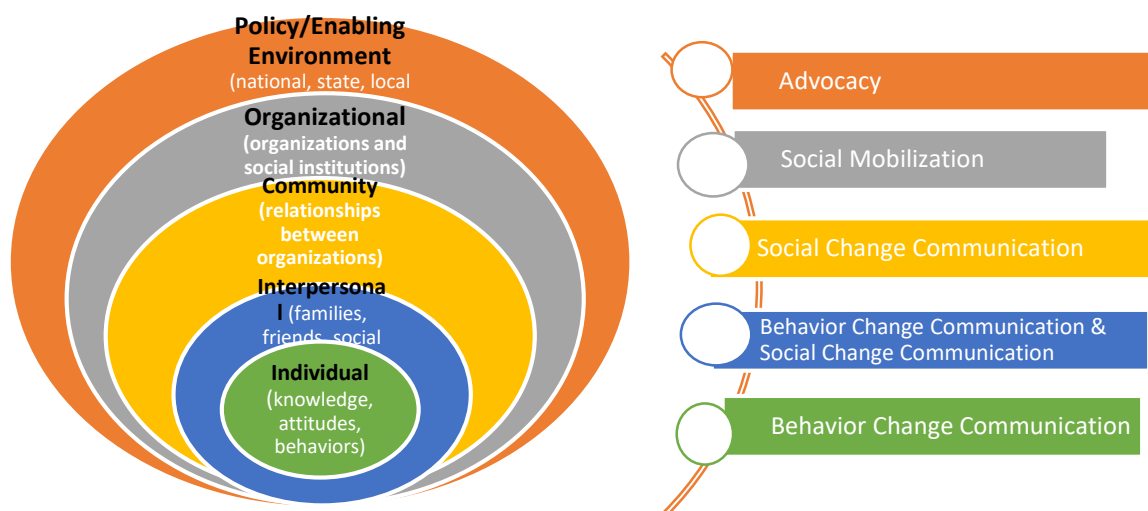 Policy/Enabling
Environment
(national, state, local
Organizational
(organizations and
social institutions)
Community
(relationships
between
organizations)
Interpersona
l (families,
friends, social
Individual
(knowledge,
attitudes,
behaviors)
Advocacy
Social Mobilization
Social Change Communication
Behavior Change Communication &
Social Change Communication
Behavior Change Communication